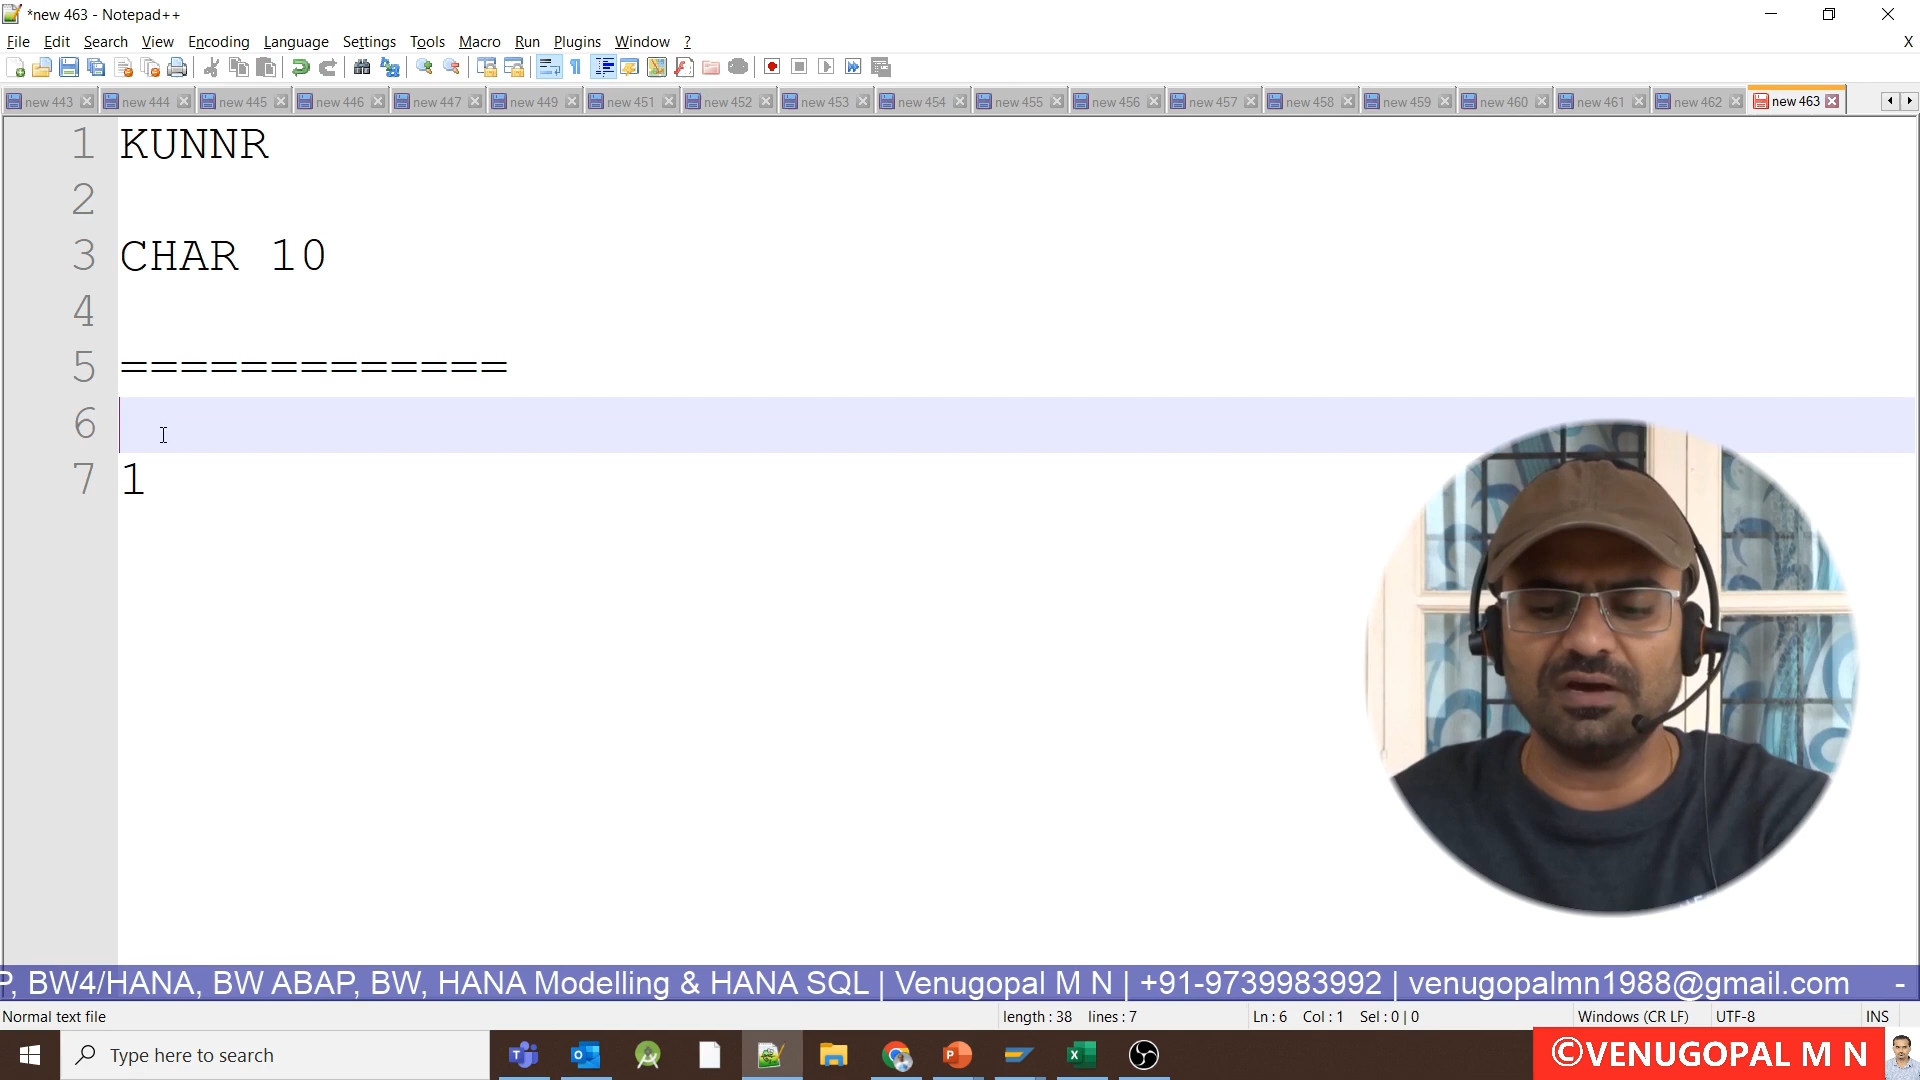 *new 463 - Notepad++
File Edit Search View Encoding Language Settings Tools Macro Run Plugins Window ?
X
new 443 new 444 new 445 new 446 new 447 new 449 new 451 new 452 new 453 new 454 new 455 new 456 new 457 new 458 new 459 new 460 new 461 new 462 new 463
1 KUNNR
2
3 CHAR 10
4
5 =============
6
7 1
P, BW4/HANA, BW ABAP, BW, HANA Modelling & HANA SQL | Venugopal M N | +91-9739983992 | venugopalmn1988@gmail.com -
Normal text file length : 38 lines : 7 Ln : 6 Col : 1 Sel : 0 | 0 Windows (CR LF) UTF-8 INS
Type here to search
©VENUGOPAL M N